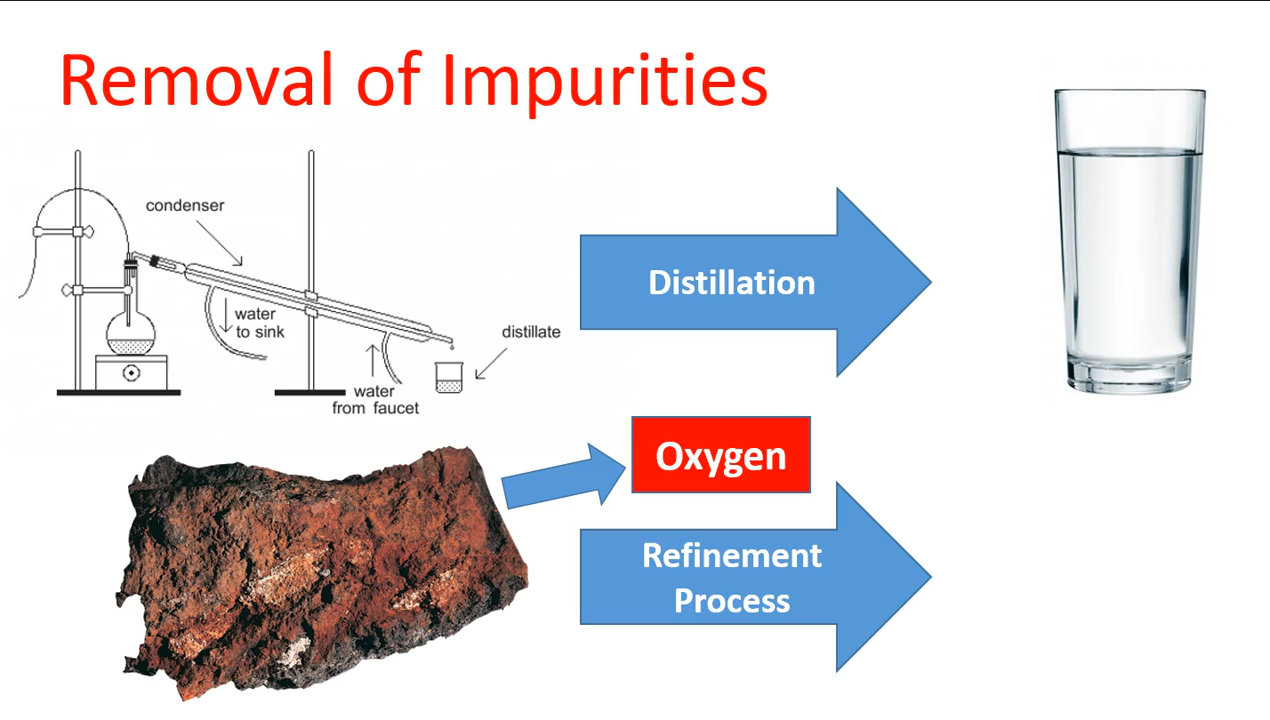 Removal of Impurities
condenser
water
to sink
distillate
water
from faucet
Distillation
Oxygen
Refinement
Process